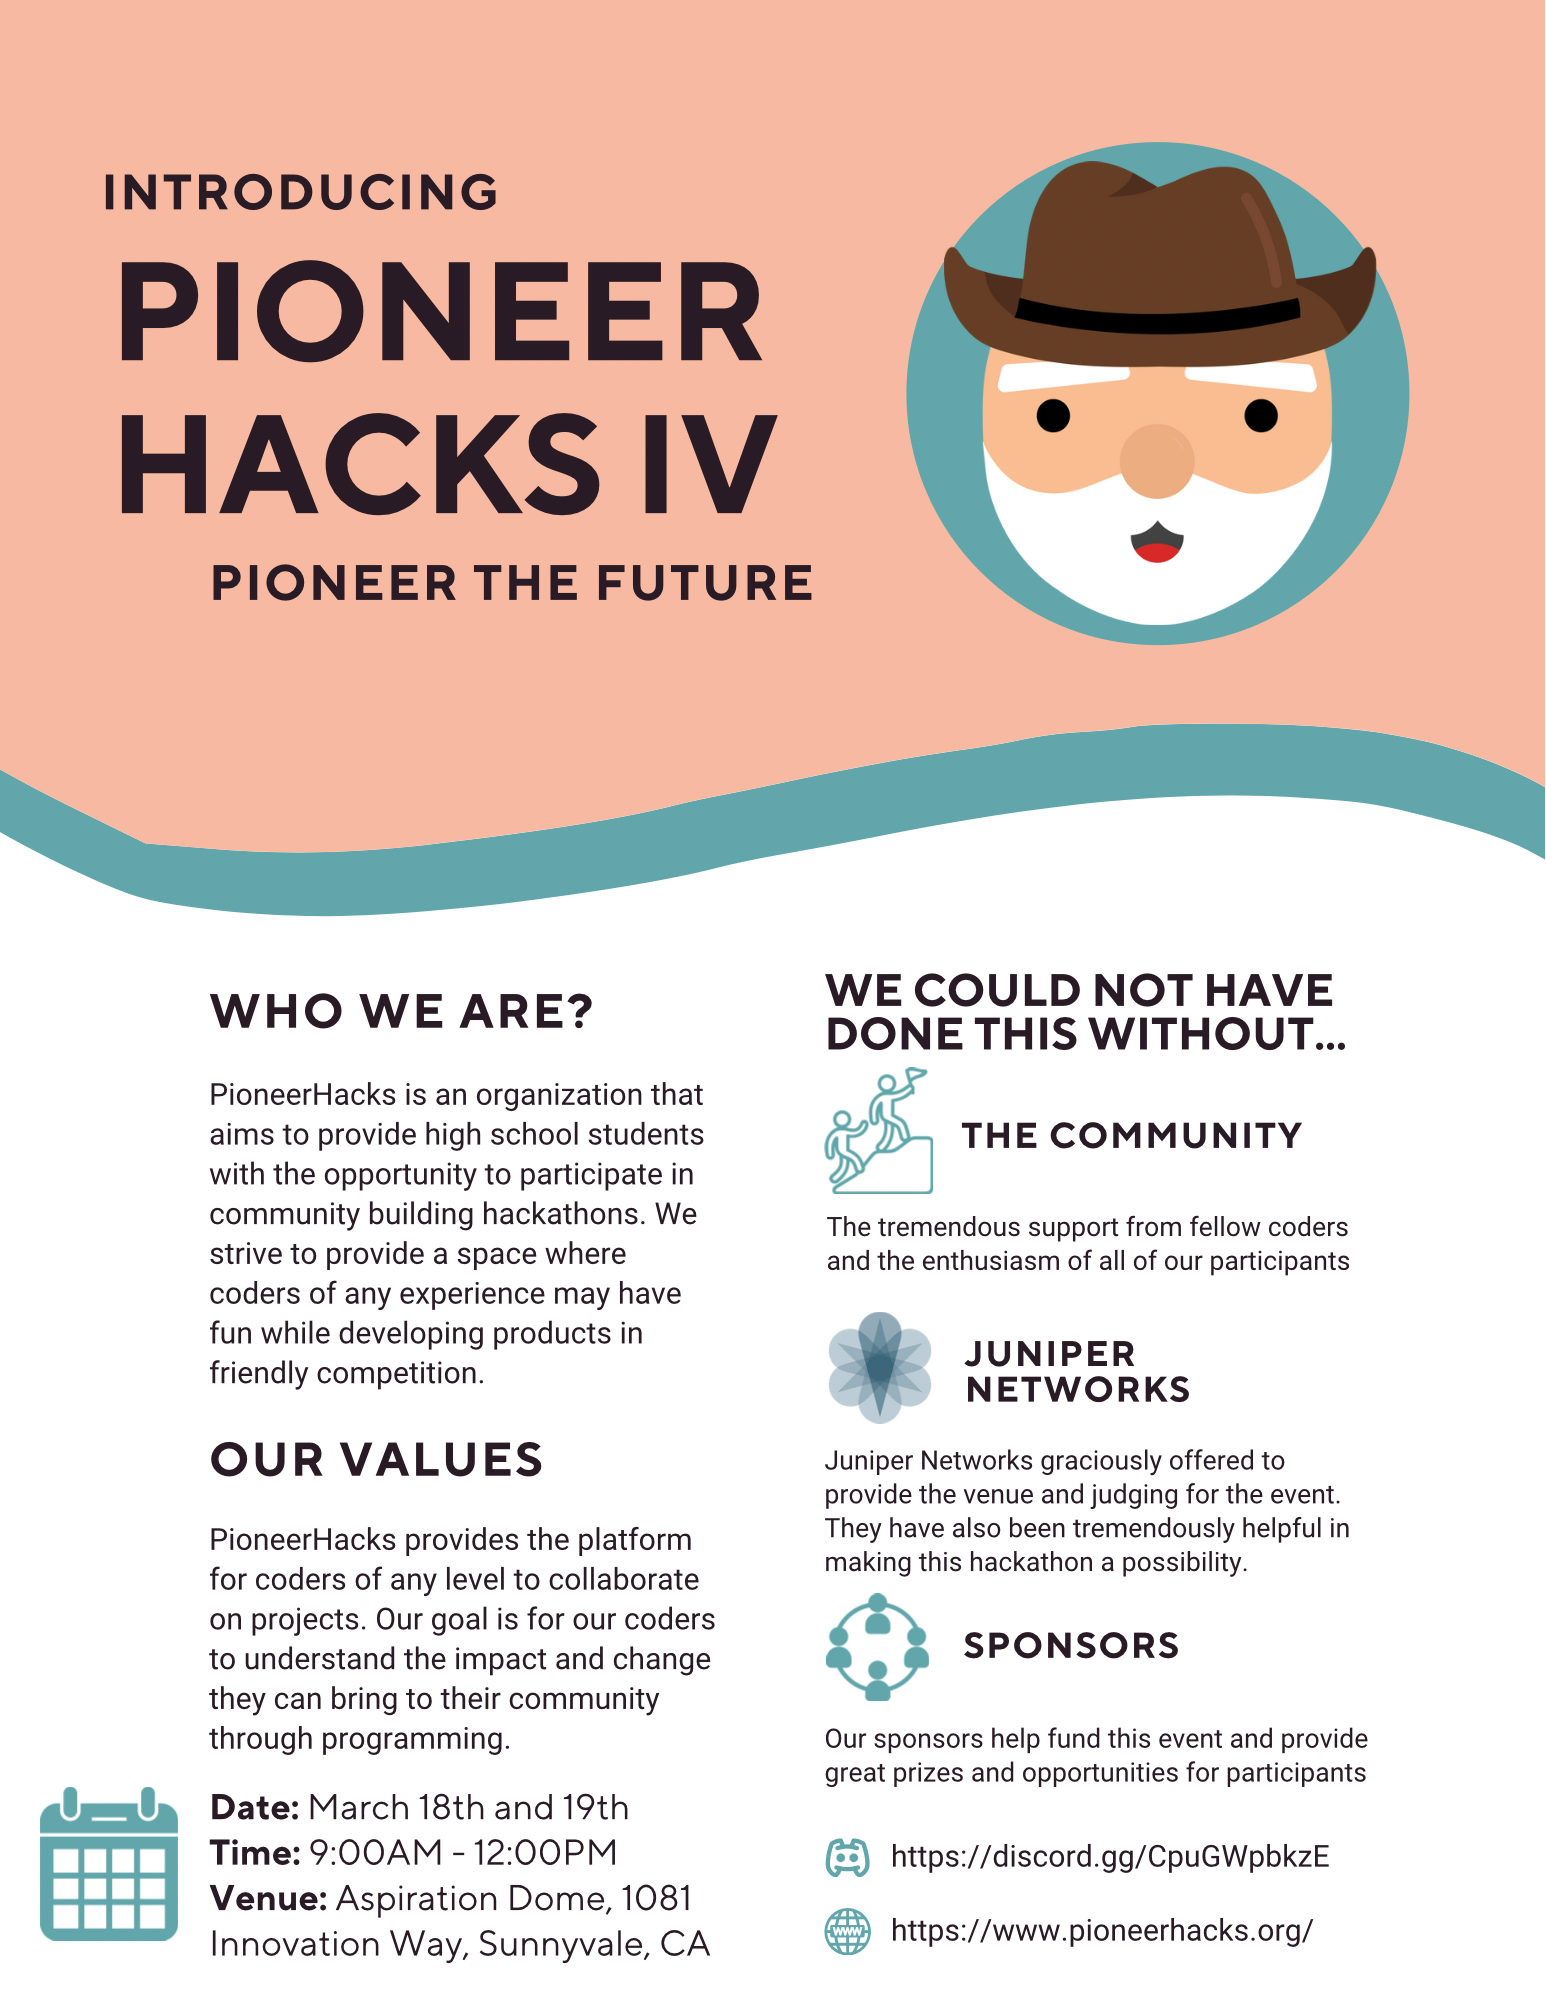 INTRODUCING
PIONEER
HACKS IV
PIONEER THE FUTURE
WHO WE ARE?
PioneerHacks is an organization that
aims to provide high school students
with the opportunity to participate in
community building hackathons. We
strive to provide a space where
coders of any experience may have
fun while developing products in
friendly competition.
OUR VALUES
PioneerHacks provides the platform
for coders of any level to collaborate
on projects. Our goal is for our coders
to understand the impact and change
they can bring to their community
through programming.
Date: March 18th and 19th
Time: 9:00AM - 12:00PM
Venue: Aspiration Dome, 1081
Innovation Way, Sunnyvale, CA
WE COULD NOT HAVE
DONE THIS WITHOUT...
THE COMMUNITY
The tremendous support from fellow coders
and the enthusiasm of all of our participants
JUNIPER
NETWORKS
Juniper Networks graciously offered to
provide the venue and judging for the event.
They have also been tremendously helpful in
making this hackathon a possibility.
SPONSORS
Our sponsors help fund this event and provide
great prizes and opportunities for participants
https://discord.gg/CpuGWpbkzE
WWW
https://www.pioneerhacks.org/